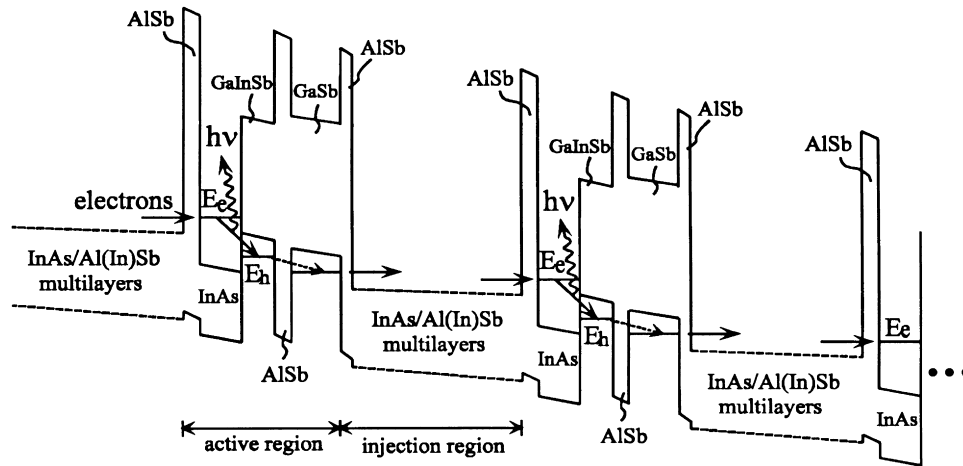 AlSb
AlSb
GaInSb
GaSb
hν
electrons
Ee
Eh
InAs/Al(In)Sb
multilayers
InAs
AlSb
active region
injection region
InAs/Al(In)Sb
multilayers
AlSb
AlSb
GaInSb
GaSb
hν
Ee
Eh
InAs
AlSb
InAs/Al(In)Sb
multilayers
AlSb
Ee
InAs